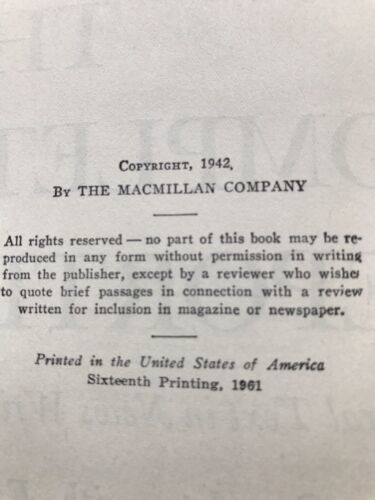 COPYRIGHT, 1942,
BY THE MACMILLAN COMPANY
All rights reserved — no part of this book may be re-
produced in any form without permission in writing
from the publisher, except by a reviewer who wishes
to quote brief passages in connection with a review
written for inclusion in magazine or newspaper.
Printed in the United States of America
Sixteenth Printing, 1961